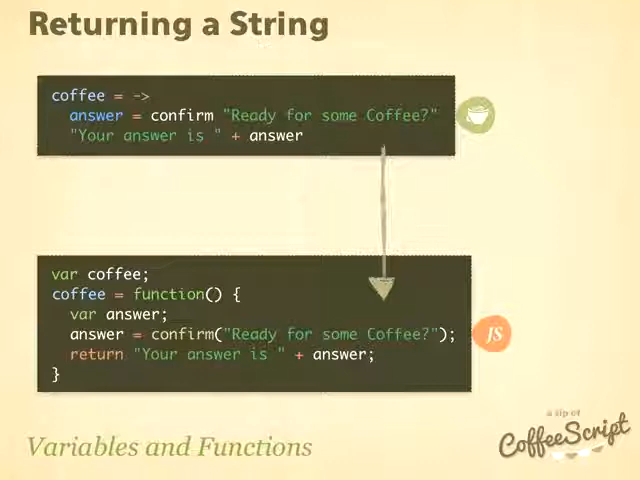 Returning a String
coffee = ->
  answer = confirm "Ready for some Coffee?"
  "Your answer is " + answer
var coffee;
coffee = function() {
  var answer;
  answer = confirm("Ready for some Coffee?");
  return "Your answer is " + answer;
}
JS
Variables and Functions
a sip of
CoffeeScript